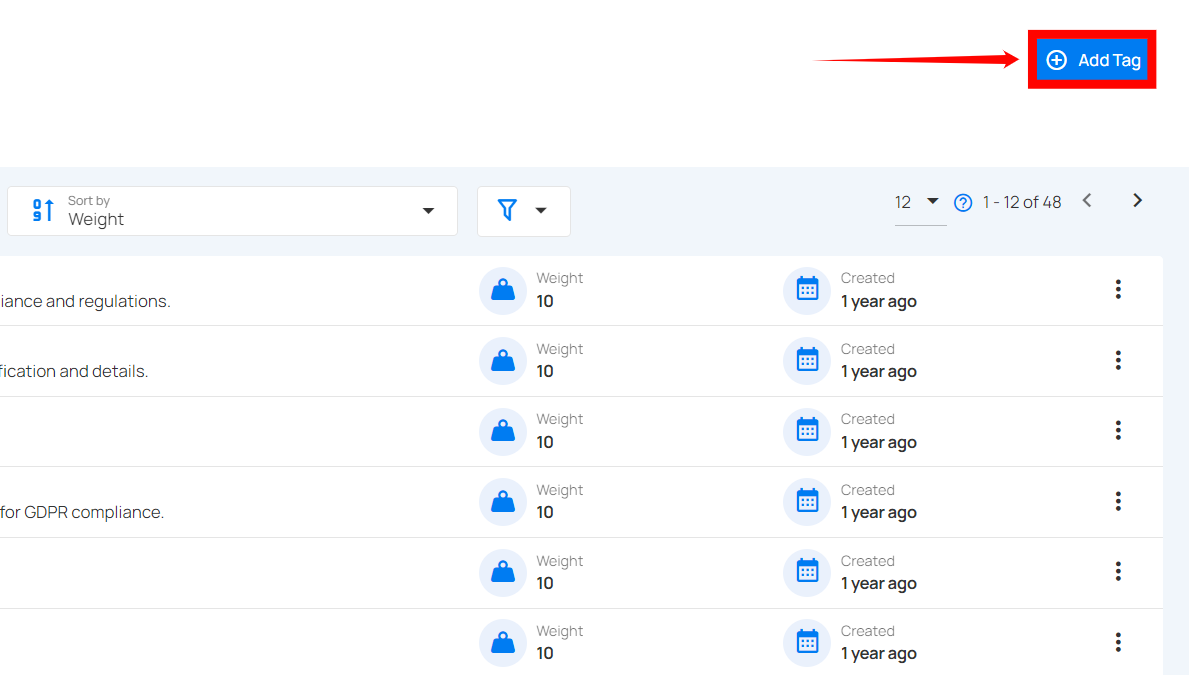 Add Tag
Sort by
Weight
12
1 - 12 of 48
Weight
Created
iance and regulations.
10
1 year ago
Weight
Created
fication and details.
10
1 year ago
Weight
Created
10
1 year ago
Weight
Created
for GDPR compliance.
10
1 year ago
Weight
Created
10
1 year ago
Weight
Created
10
1 year ago